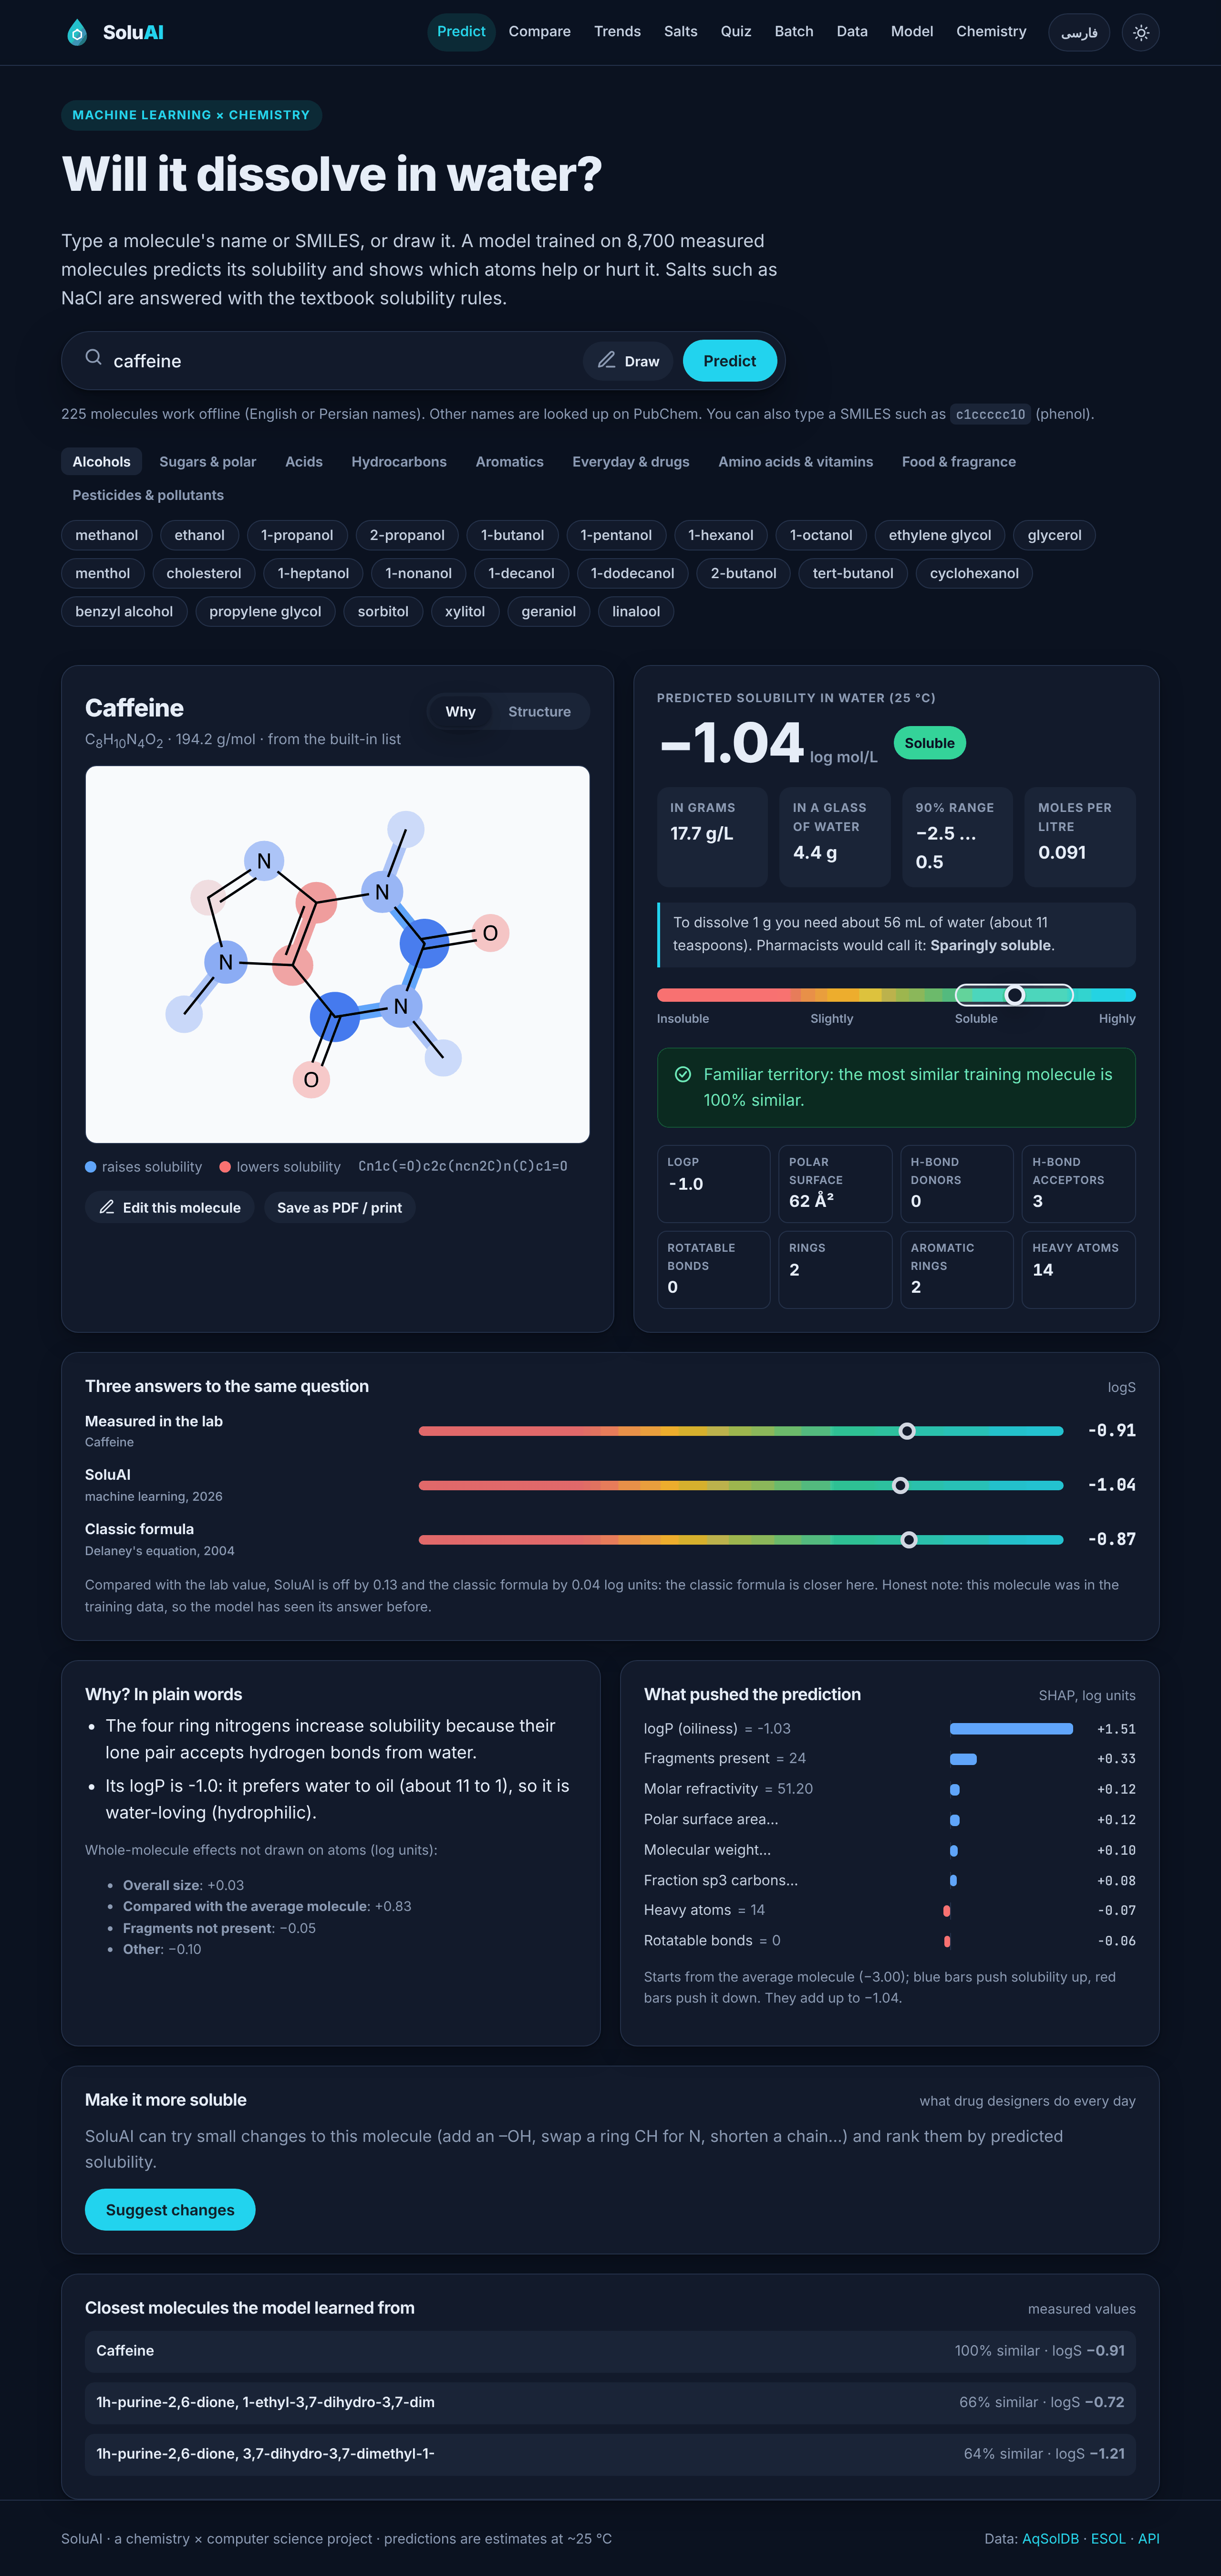 SoluAI
Predict
Compare
Trends
Salts
Quiz
Batch
Data
Model
Chemistry
فارسی
MACHINE LEARNING × CHEMISTRY
Will it dissolve in water?
Type a molecule's name or SMILES, or draw it. A model trained on 8,700 measured
molecules predicts its solubility and shows which atoms help or hurt it. Salts such as
NaCl are answered with the textbook solubility rules.
caffeine
Draw
Predict
225 molecules work offline (English or Persian names). Other names are looked up on PubChem. You can also type a SMILES such as c1ccccc1O (phenol).
Alcohols
Sugars & polar
Acids
Hydrocarbons
Aromatics
Everyday & drugs
Amino acids & vitamins
Food & fragrance
Pesticides & pollutants
methanol
ethanol
1-propanol
2-propanol
1-butanol
1-pentanol
1-hexanol
1-octanol
ethylene glycol
glycerol
menthol
cholesterol
1-heptanol
1-nonanol
1-decanol
1-dodecanol
2-butanol
tert-butanol
cyclohexanol
benzyl alcohol
propylene glycol
sorbitol
xylitol
geraniol
linalool
Caffeine
Why
Structure
C₈H₁₀N₄O₂ · 194.2 g/mol · from the built-in list
N
N
O
N
N
O
raises solubility
lowers solubility
Cn1c(=O)c2c(ncn2C)n(C)c1=O
Edit this molecule
Save as PDF / print
PREDICTED SOLUBILITY IN WATER (25 °C)
−1.04 log mol/L
Soluble
IN GRAMS
17.7 g/L
IN A GLASS
OF WATER
4.4 g
90% RANGE
−2.5 …
0.5
MOLES PER
LITRE
0.091
To dissolve 1 g you need about 56 mL of water (about 11
teaspoons). Pharmacists would call it: Sparingly soluble.
Insoluble
Slightly
Soluble
Highly
Familiar territory: the most similar training molecule is
100% similar.
LOGP
-1.0
POLAR
SURFACE
62 Å²
H-BOND
DONORS
0
H-BOND
ACCEPTORS
3
ROTATABLE
BONDS
0
RINGS
2
AROMATIC
RINGS
2
HEAVY ATOMS
14
Three answers to the same question
logS
Measured in the lab
Caffeine
-0.91
SoluAI
machine learning, 2026
-1.04
Classic formula
Delaney's equation, 2004
-0.87
Compared with the lab value, SoluAI is off by 0.13 and the classic formula by 0.04 log units: the classic formula is closer here. Honest note: this molecule was in the
training data, so the model has seen its answer before.
Why? In plain words
• The four ring nitrogens increase solubility because their
lone pair accepts hydrogen bonds from water.
• Its logP is -1.0: it prefers water to oil (about 11 to 1), so it is
water-loving (hydrophilic).
Whole-molecule effects not drawn on atoms (log units):
• Overall size: +0.03
• Compared with the average molecule: +0.83
• Fragments not present: −0.05
• Other: −0.10
What pushed the prediction
SHAP, log units
logP (oiliness) = -1.03 +1.51
Fragments present = 24 +0.33
Molar refractivity = 51.20 +0.12
Polar surface area… +0.12
Molecular weight… +0.10
Fraction sp3 carbons… +0.08
Heavy atoms = 14 -0.07
Rotatable bonds = 0 -0.06
Starts from the average molecule (−3.00); blue bars push solubility up, red
bars push it down. They add up to −1.04.
Make it more soluble
what drug designers do every day
SoluAI can try small changes to this molecule (add an –OH, swap a ring CH for N, shorten a chain…) and rank them by predicted
solubility.
Suggest changes
Closest molecules the model learned from
measured values
Caffeine
100% similar · logS −0.91
1h-purine-2,6-dione, 1-ethyl-3,7-dihydro-3,7-dim
66% similar · logS −0.72
1h-purine-2,6-dione, 3,7-dihydro-3,7-dimethyl-1-
64% similar · logS −1.21
SoluAI · a chemistry × computer science project · predictions are estimates at ~25 °C
Data: AqSolDB · ESOL · API